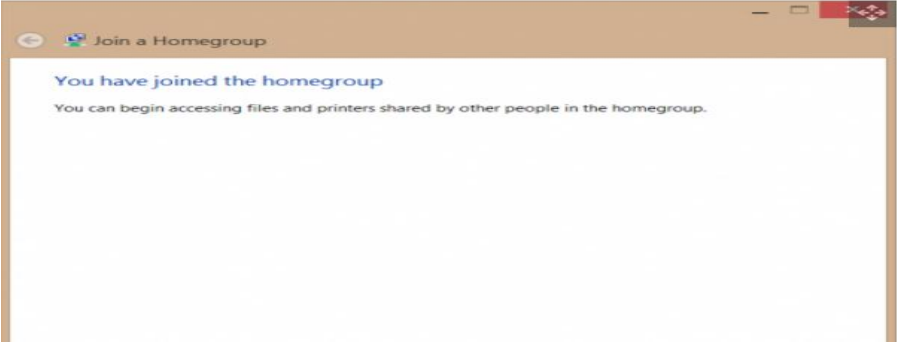 Join a Homegroup
You have joined the homegroup
You can begin accessing files and printers shared by other people in the homegroup.